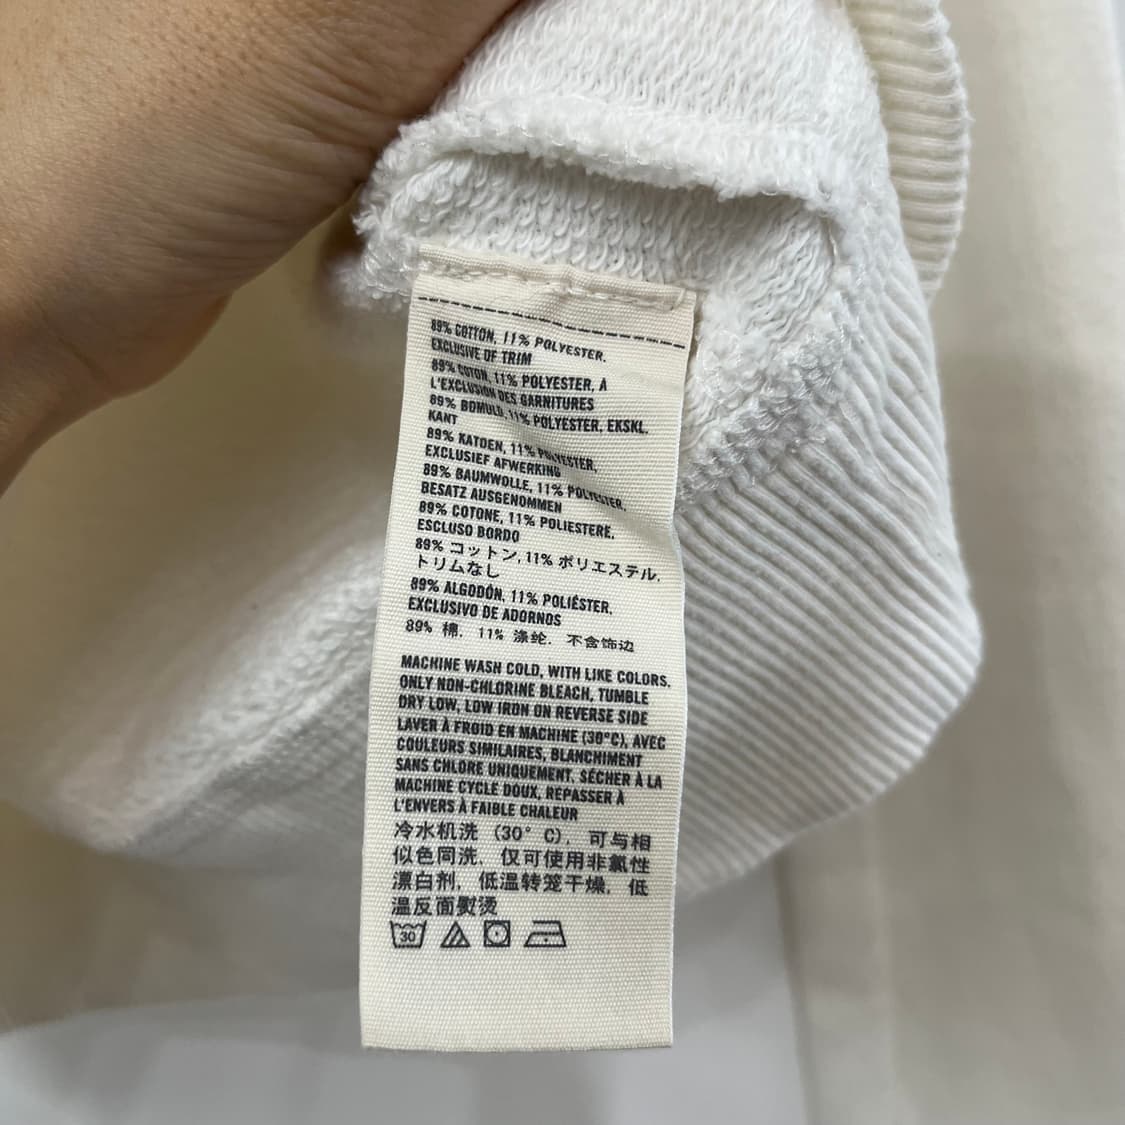 89% COTTON, 11% POLYESTER,
EXCLUSIVE OF TRIM
89% COTON, 11% POLYESTER, À
L'EXCLUSION DES GARNITURES
89% BOMULD, 11% POLYESTER, EKSKL.
KANT
89% KATOEN, 11% POLYESTER,
EXCLUSIEF AFWERKING
89% BAUMWOLLE, 11% POLYESTER,
BESATZ AUSGENOMMEN
89% COTONE, 11% POLIESTERE,
ESCLUSO BORDO
89% コットン, 11% ポリエステル,
トリムなし
89% ALGODÓN, 11% POLIÉSTER,
EXCLUSIVO DE ADORNOS
89% 棉, 11% 涤纶, 不含饰边
MACHINE WASH COLD, WITH LIKE COLORS,
ONLY NON-CHLORINE BLEACH, TUMBLE
DRY LOW, LOW IRON ON REVERSE SIDE
LAVER À FROID EN MACHINE (30°C), AVEC
COULEURS SIMILAIRES, BLANCHIMENT
SANS CHLORE UNIQUEMENT, SÉCHER À LA
MACHINE CYCLE DOUX, REPASSER À
L'ENVERS À FAIBLE CHALEUR
冷水机洗 (30° C), 可与相
似色同洗, 仅可使用非氯性
漂白剂, 低温转笼干燥, 低
温反面熨烫
30